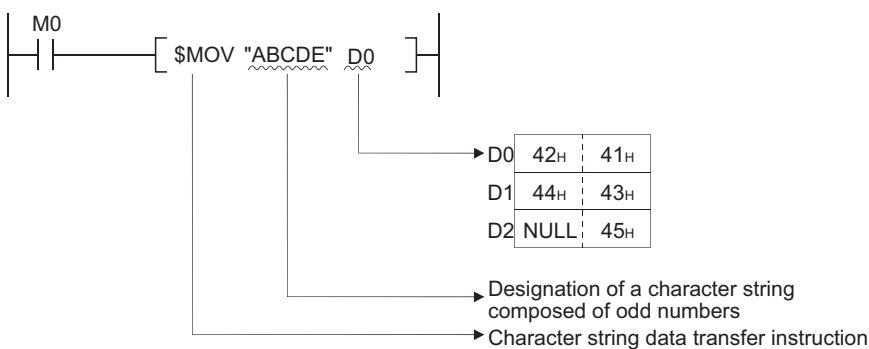 M0
$MOV "ABCDE" D0
D0 42H 41H
D1 44H 43H
D2 NULL 45H
Designation of a character string
composed of odd numbers
Character string data transfer instruction